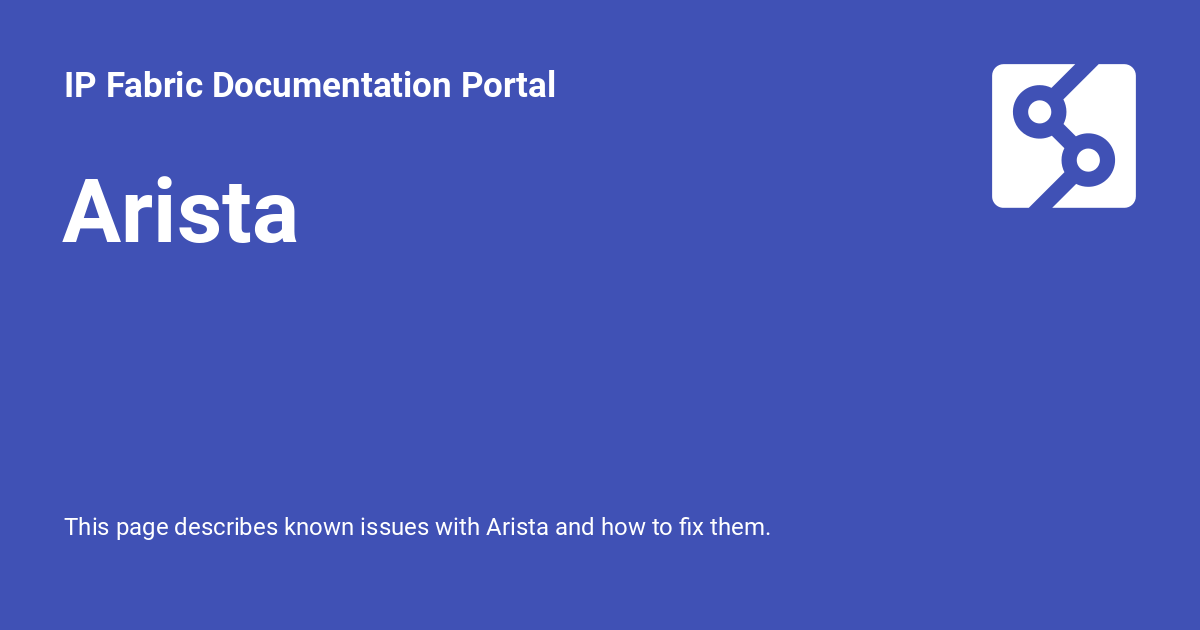 IP Fabric Documentation Portal
Arista
This page describes known issues with Arista and how to fix them.